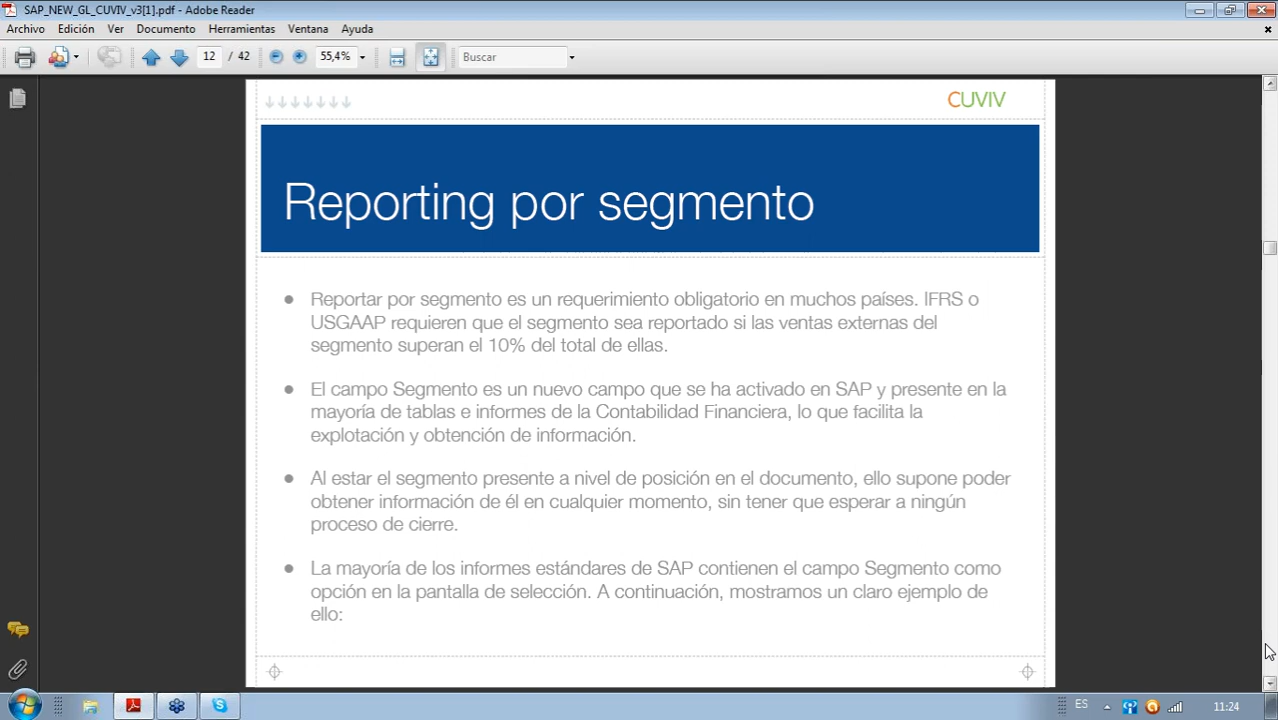 SAP_NEW_GL_CUVIV_v3[1].pdf - Adobe Reader
Archivo Edición Ver Documento Herramientas Ventana Ayuda
12 / 42 55,4% Buscar
CUVIV
Reporting por segmento
● Reportar por segmento es un requerimiento obligatorio en muchos países. IFRS o
USGAAP requieren que el segmento sea reportado si las ventas externas del
segmento superan el 10% del total de ellas.
● El campo Segmento es un nuevo campo que se ha activado en SAP y presente en la
mayoría de tablas e informes de la Contabilidad Financiera, lo que facilita la
explotación y obtención de información.
● Al estar el segmento presente a nivel de posición en el documento, ello supone poder
obtener información de él en cualquier momento, sin tener que esperar a ningún
proceso de cierre.
● La mayoría de los informes estándares de SAP contienen el campo Segmento como
opción en la pantalla de selección. A continuación, mostramos un claro ejemplo de
ello:
ES 11:24